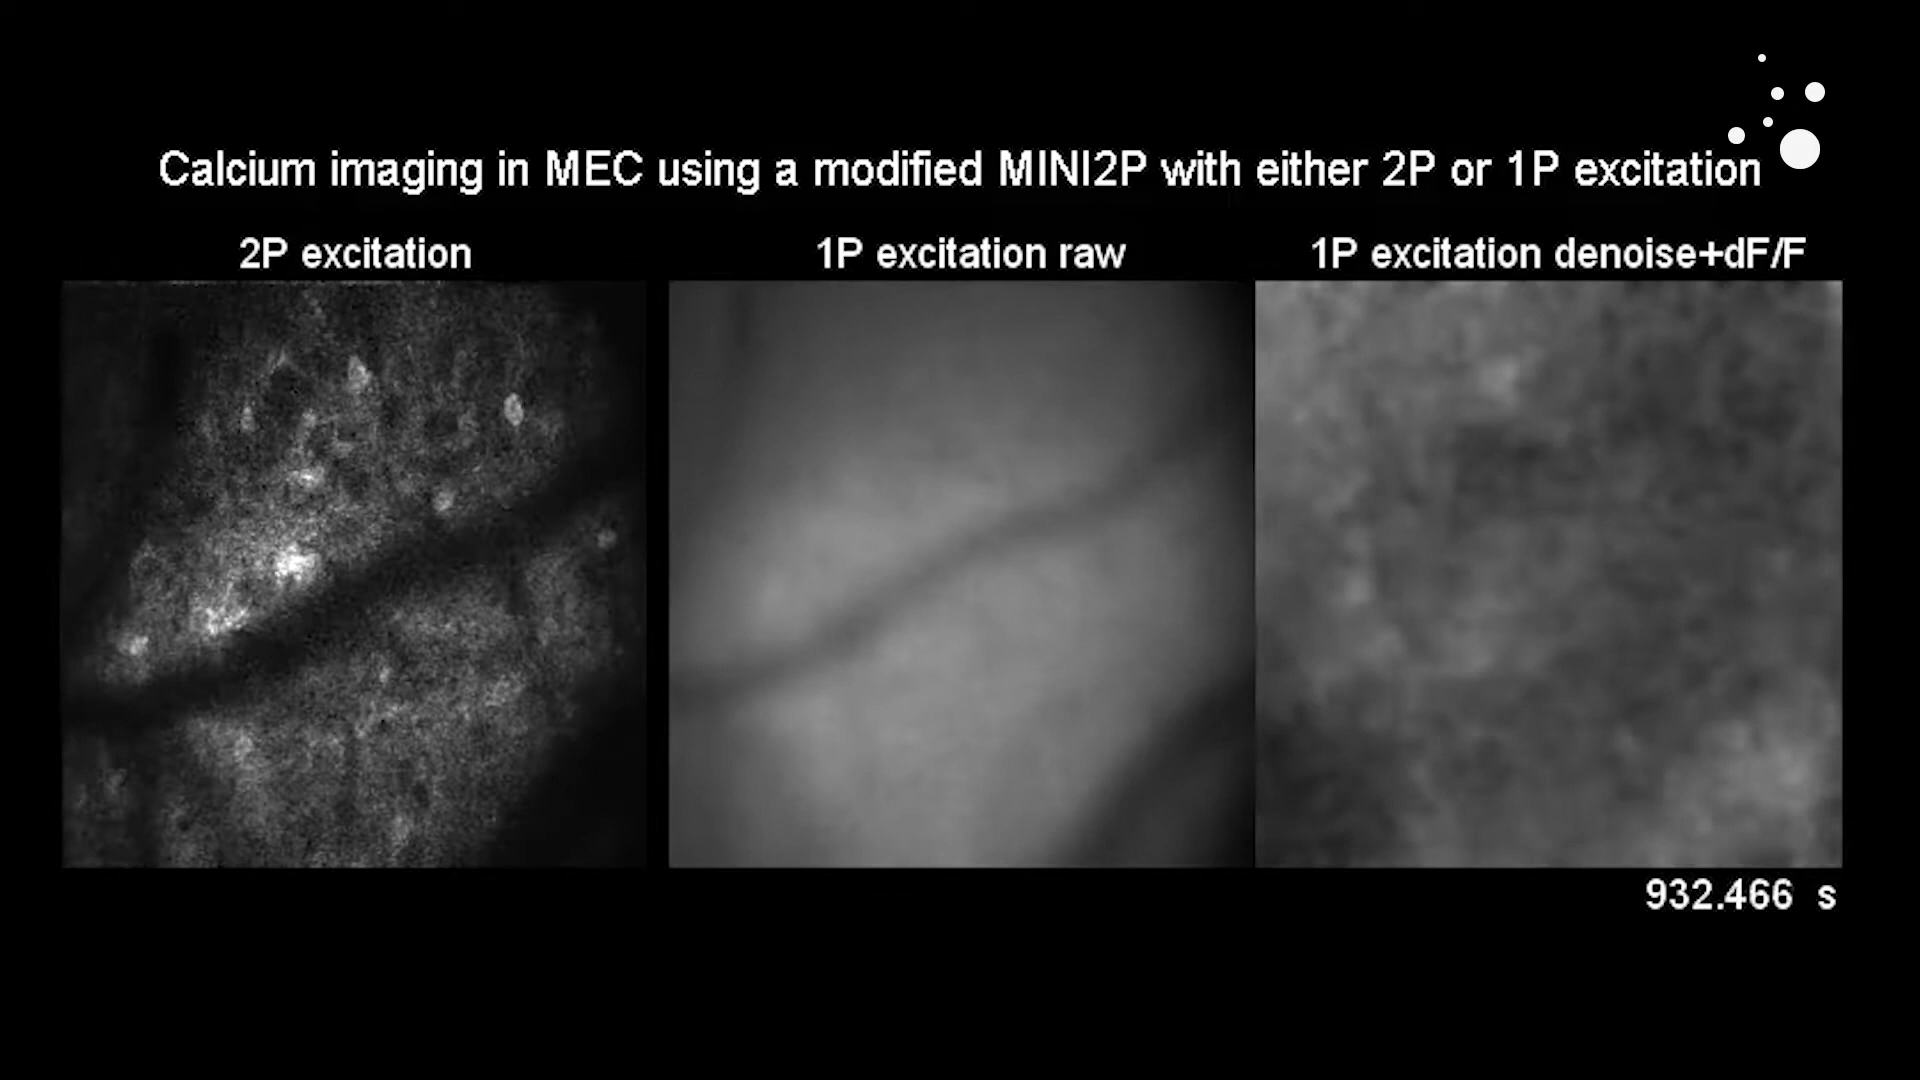 Calcium imaging in MEC using a modified MINI2P with either 2P or 1P excitation
2P excitation
1P excitation raw
1P excitation denoise+dF/F
932.466 s